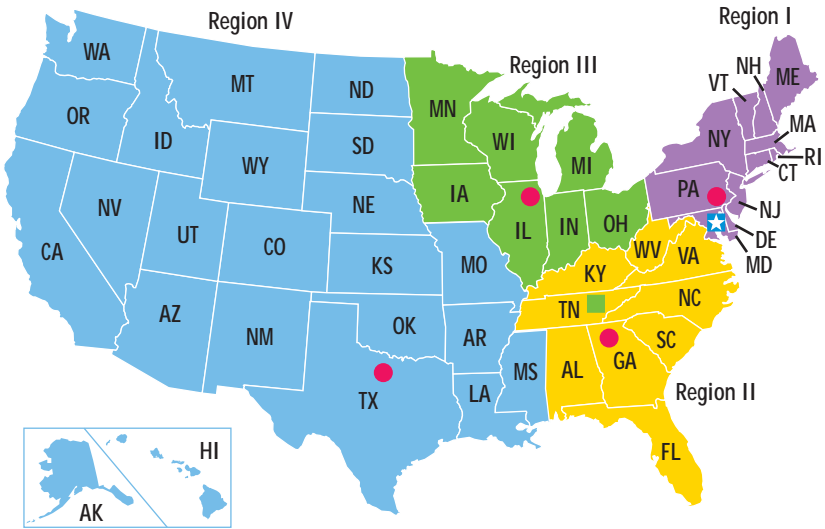 Region IV
Region I
Region III
Region II
WA
OR
ID
MT
WY
ND
SD
NE
KS
NV
UT
CO
CA
AZ
NM
OK
TX
MO
AR
LA
MS
MN
WI
MI
IA
IL
IN
OH
KY
WV
VA
TN
NC
SC
AL
GA
FL
ME
NH
VT
MA
NY
RI
CT
PA
NJ
DE
MD
HI
AK